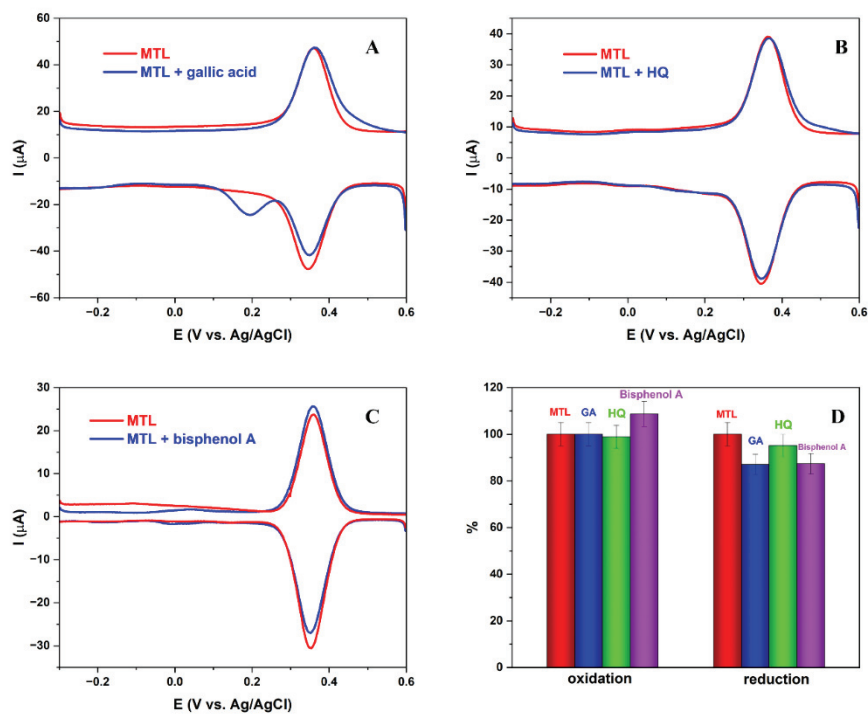 60
40
20
0
−20
−40
−60
−0.2
0.0
0.2
0.4
0.6
I (μA)
E (V vs. Ag/AgCl)
MTL
MTL + gallic acid
A
40
30
20
10
0
−10
−20
−30
−40
−0.2
0.0
0.2
0.4
0.6
I (μA)
E (V vs. Ag/AgCl)
MTL
MTL + HQ
B
30
20
10
0
−10
−20
−30
−0.2
0.0
0.2
0.4
0.6
I (μA)
E (V vs. Ag/AgCl)
MTL
MTL + bisphenol A
C
120
100
80
60
40
20
0
%
MTL
GA
HQ
Bisphenol A
MTL
GA
HQ
Bisphenol A
D
oxidation
reduction